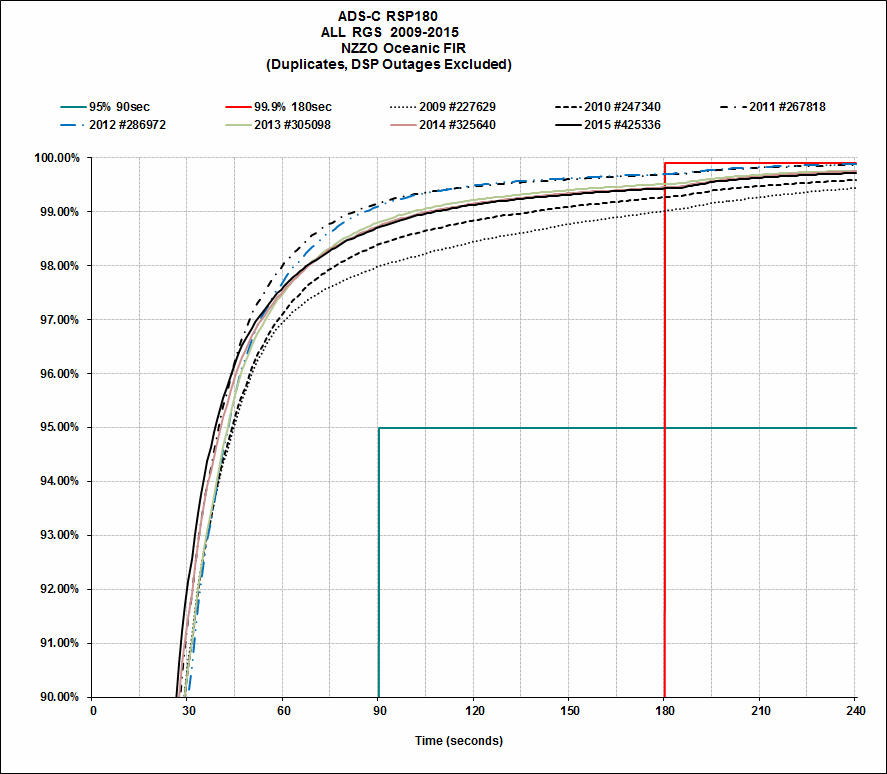 ADS-C RSP180
ALL RGS 2009-2015
NZZO Oceanic FIR
(Duplicates, DSP Outages Excluded)
95% 90sec 99.9% 180sec 2009 #227629 2010 #247340 2011 #267818
2012 #286972 2013 #305098 2014 #325640 2015 #425336
100.00%
99.00%
98.00%
97.00%
96.00%
95.00%
94.00%
93.00%
92.00%
91.00%
90.00%
0 30 60 90 120 150 180 210 240
Time (seconds)